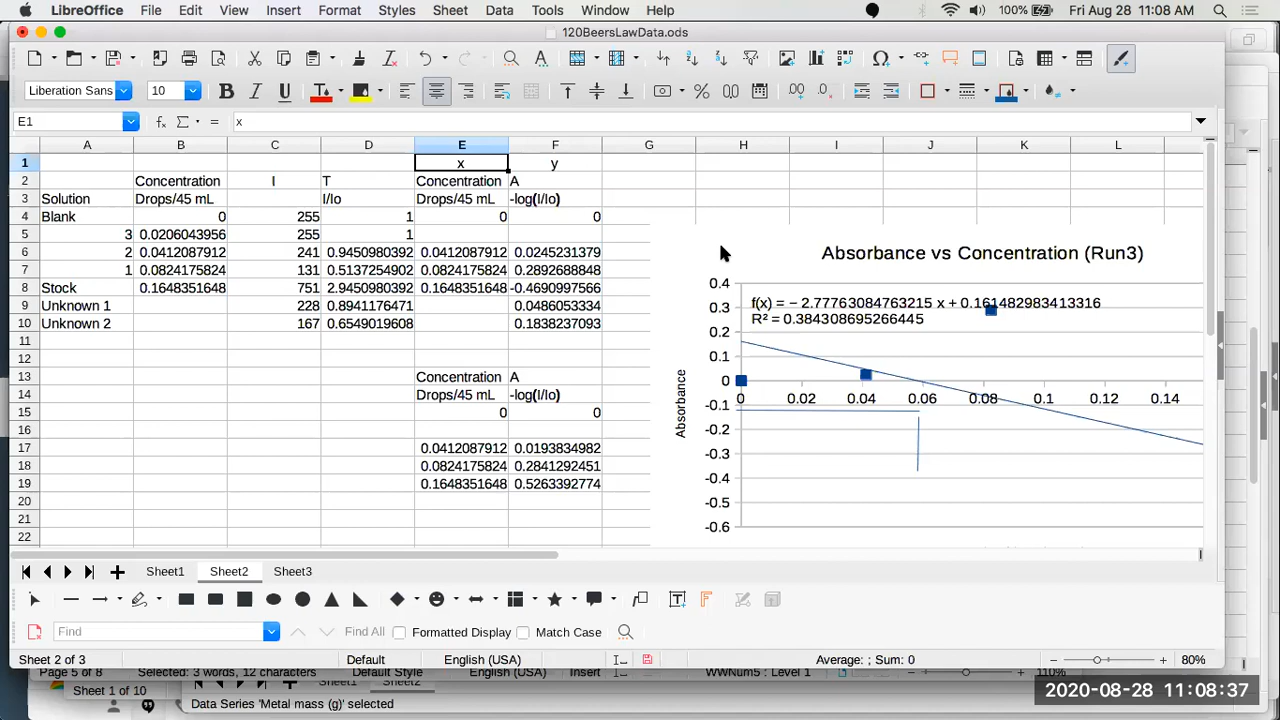 LibreOffice File Edit View Insert Format Styles Sheet Data Tools Window Help 100% Fri Aug 28 11:08 AM
120BeersLawData.ods
Liberation Sans 10
E1 x
A B C D E F G H I J K L
1 x y
2 Concentration I T Concentration A
3 Solution Drops/45 mL I/Io Drops/45 mL -log(I/Io)
4 Blank 0 255 1 0 0
5 3 0.0206043956 255 1
6 2 0.0412087912 241 0.9450980392 0.0412087912 0.0245231379
7 1 0.0824175824 131 0.5137254902 0.0824175824 0.2892688848
8 Stock 0.1648351648 751 2.9450980392 0.1648351648 -0.4690997566
9 Unknown 1 228 0.8941176471 0.0486053334
10 Unknown 2 167 0.6549019608 0.1838237093
11
12
13 Concentration A
14 Drops/45 mL -log(I/Io)
15 0 0
16
17 0.0412087912 0.0193834982
18 0.0824175824 0.2841292451
19 0.1648351648 0.5263392774
20
21
22
Absorbance vs Concentration (Run3)
f(x) = − 2.77763084763215 x + 0.161482983413316
R² = 0.384308695266445
0.4
0.3
0.2
0.1
0
-0.1
-0.2
-0.3
-0.4
-0.5
-0.6
0 0.02 0.04 0.06 0.08 0.1 0.12 0.14
Absorbance
Sheet1 Sheet2 Sheet3
Find Find All Formatted Display Match Case
Sheet 2 of 3 Default English (USA) Average: ; Sum: 0 80%
Page 5 of 8 Selected: 3 words, 12 characters Default Style English (USA) Insert WWNum5 : Level 1 110%
Sheet 1 of 10 Sheet1 Sheet2
Data Series 'Metal mass (g)' selected
2020-08-28 11:08:37